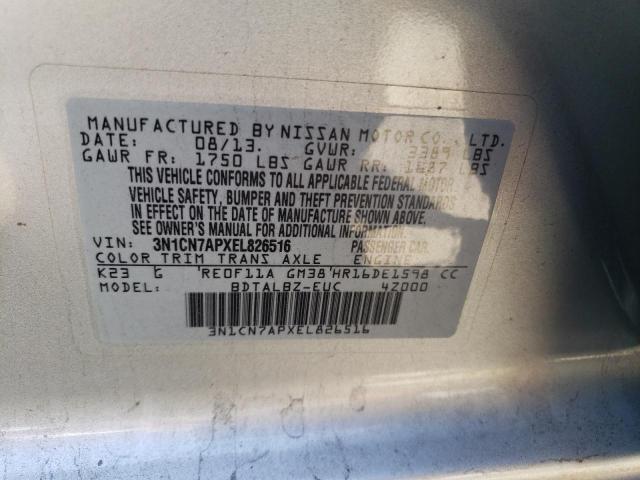 MANUFACTURED BY NISSAN MOTOR CO., LTD.
DATE: 08/13. GVWR: 3389 LBS
GAWR FR: 1750 LBS GAWR RR: 1687 LBS
THIS VEHICLE CONFORMS TO ALL APPLICABLE FEDERAL MOTOR
VEHICLE SAFETY, BUMPER AND THEFT PREVENTION STANDARDS
IN EFFECT ON THE DATE OF MANUFACTURE SHOWN ABOVE.
SEE OWNER'S MANUAL FOR ADDITIONAL INFORMATION
VIN: 3N1CN7APXEL826516 PASSENGER CAR
COLOR TRIM TRANS AXLE ENGINE
K23 G RE0F11A GM38 HR16DE1598 CC
MODEL: BDTALBZ-EUC 4Z000
3N1CN7APXEL826516